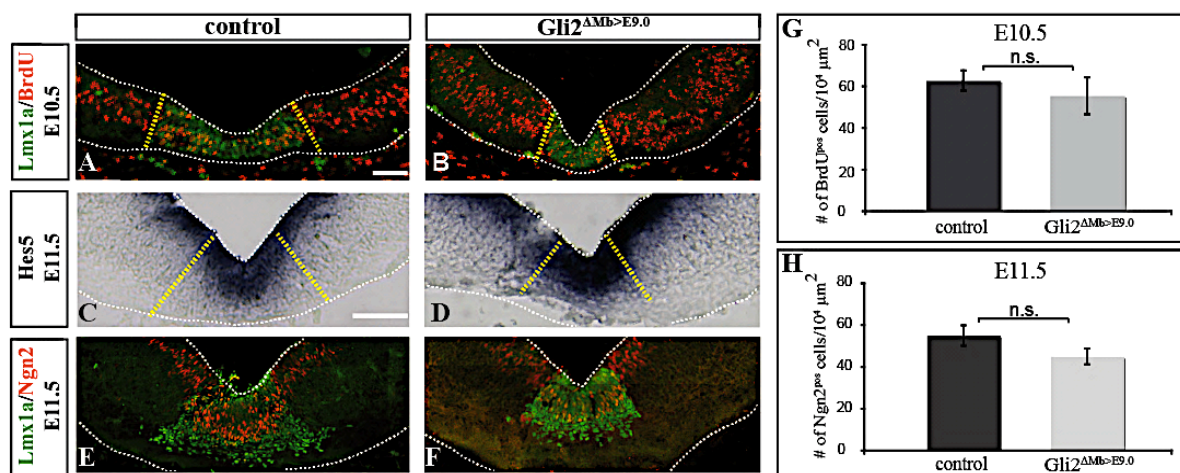 control
Gli2ΔMb>E9.0
Lmx1a/BrdU
E10.5
A
B
Hes5
E11.5
C
D
Lmx1a/Ngn2
E11.5
E
F
G
E10.5
n.s.
# of BrdUpos cells/10⁴ μm²
80
60
40
20
0
control
Gli2ΔMb>E9.0
H
E11.5
n.s.
# of Ngn2pos cells/10⁴ μm²
80
60
40
20
0
control
Gli2ΔMb>E9.0